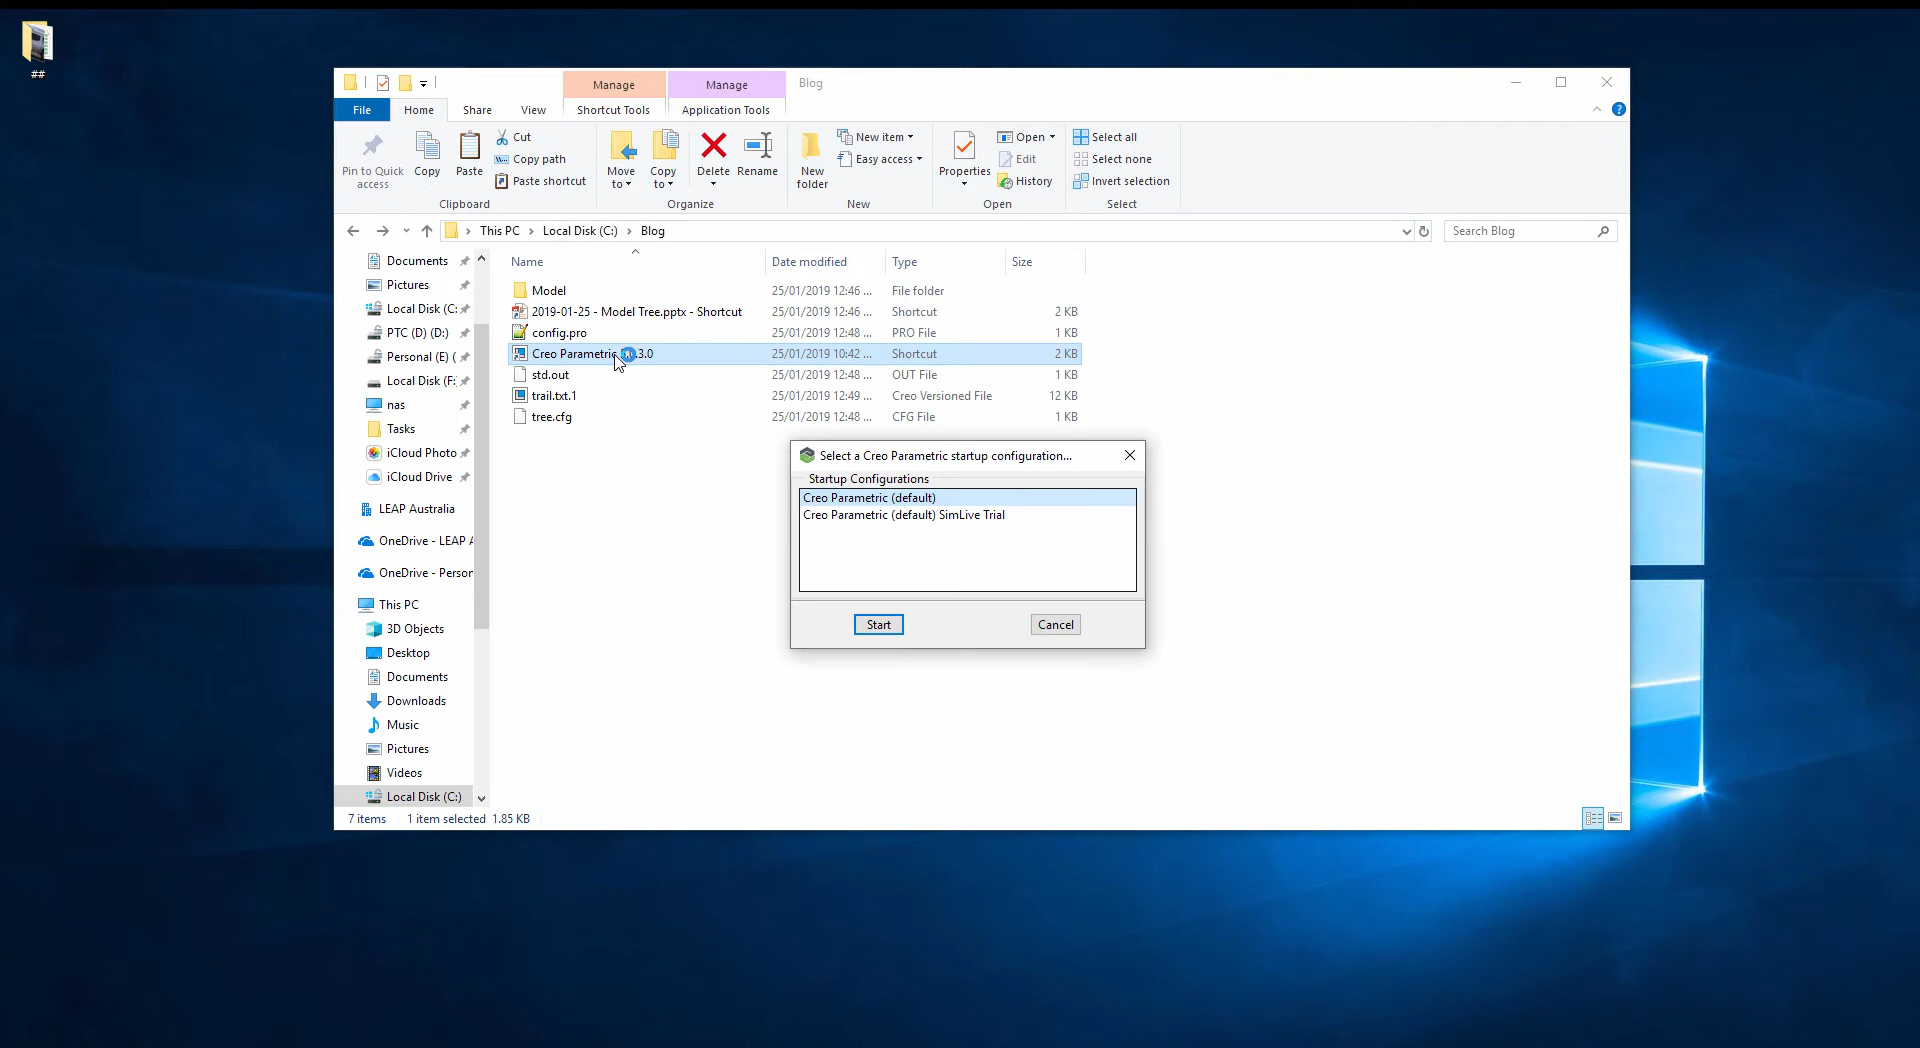 ##
Manage
Manage
Blog
File
Home
Share
View
Shortcut Tools
Application Tools
Pin to Quick access
Copy
Paste
Cut
Copy path
Paste shortcut
Clipboard
Move to
Copy to
Delete
Rename
Organize
New folder
New item
Easy access
New
Properties
Open
Edit
History
Open
Select all
Select none
Invert selection
Select
This PC > Local Disk (C:) > Blog
Search Blog
Name Date modified Type Size
Model 25/01/2019 12:46 ... File folder
2019-01-25 - Model Tree.pptx - Shortcut 25/01/2019 12:46 ... Shortcut 2 KB
config.pro 25/01/2019 12:48 ... PRO File 1 KB
Creo Parametric .3.0 25/01/2019 10:42 ... Shortcut 2 KB
std.out 25/01/2019 12:48 ... OUT File 1 KB
trail.txt.1 25/01/2019 12:49 ... Creo Versioned File 12 KB
tree.cfg 25/01/2019 12:48 ... CFG File 1 KB
Documents
Pictures
Local Disk (C:
PTC (D) (D:)
Personal (E) (
Local Disk (F:
nas
Tasks
iCloud Photo
iCloud Drive
LEAP Australia
OneDrive - LEAP A
OneDrive - Person
This PC
3D Objects
Desktop
Documents
Downloads
Music
Pictures
Videos
Local Disk (C:)
Select a Creo Parametric startup configuration...
Startup Configurations
Creo Parametric (default)
Creo Parametric (default) SimLive Trial
Start
Cancel
7 items 1 item selected 1.85 KB